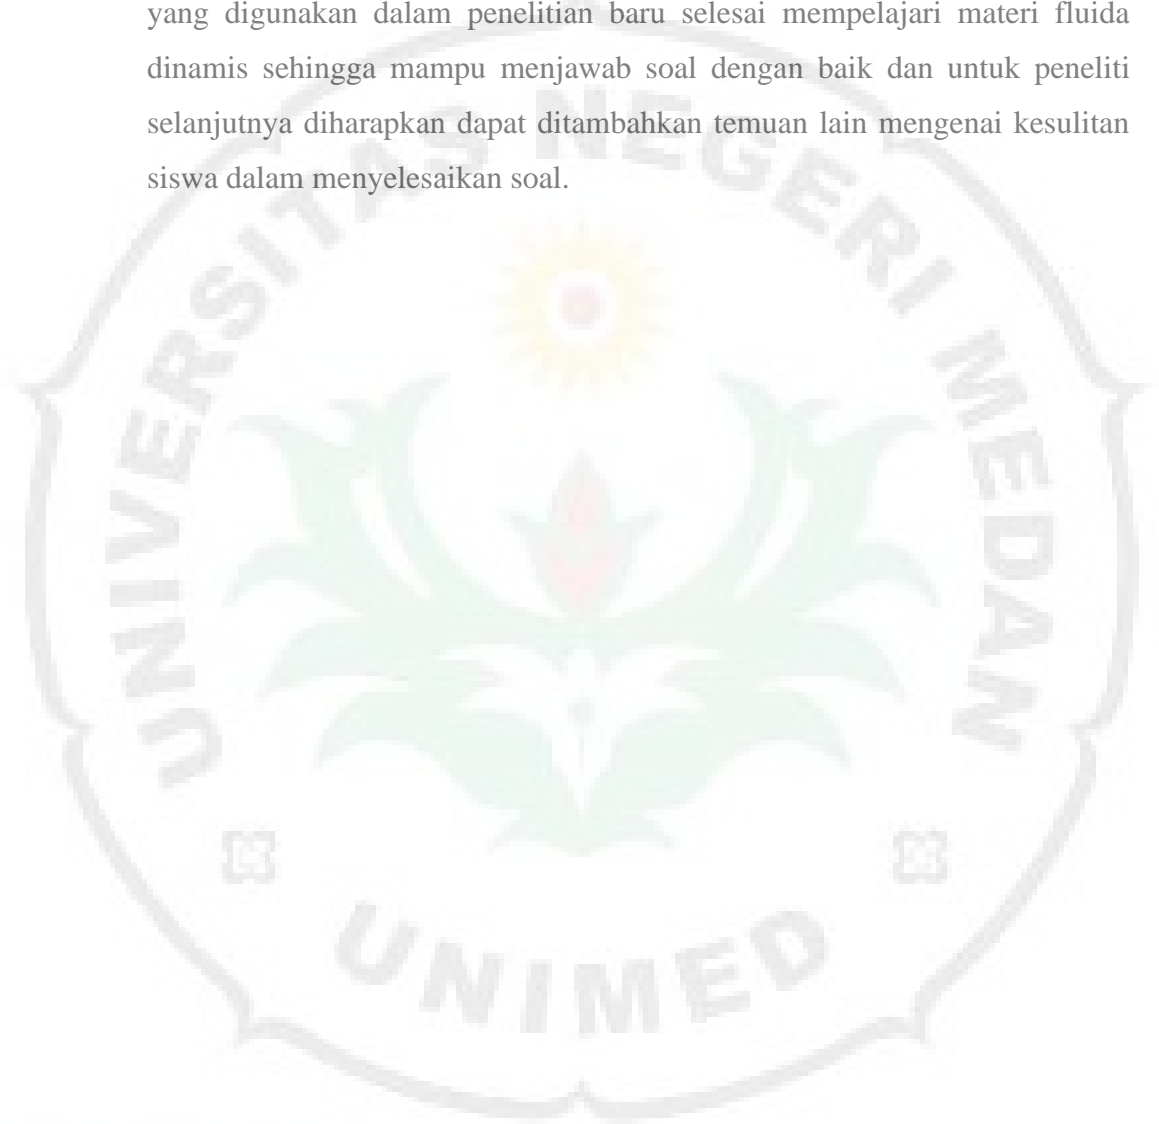 yang digunakan dalam penelitian baru selesai mempelajari materi fluida
dinamis sehingga mampu menjawab soal dengan baik dan untuk peneliti
selanjutnya diharapkan dapat ditambahkan temuan lain mengenai kesulitan
siswa dalam menyelesaikan soal.
UNIVERSITAS NEGERI MEDAN
UNIMED